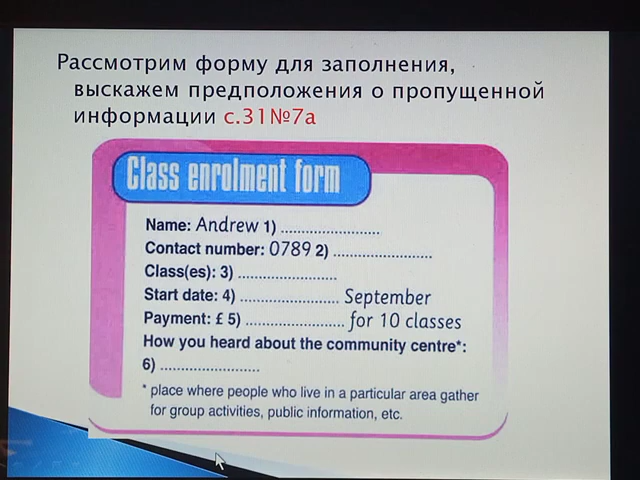 Рассмотрим форму для заполнения,
выскажем предположения о пропущенной
информации с.31№7а
Class enrolment form
Name: Andrew 1) ........................
Contact number: 0789 2) ........................
Class(es): 3) ........................
Start date: 4) ........................ September
Payment: £ 5) ........................ for 10 classes
How you heard about the community centre*:
6) ........................
* place where people who live in a particular area gather
for group activities, public information, etc.